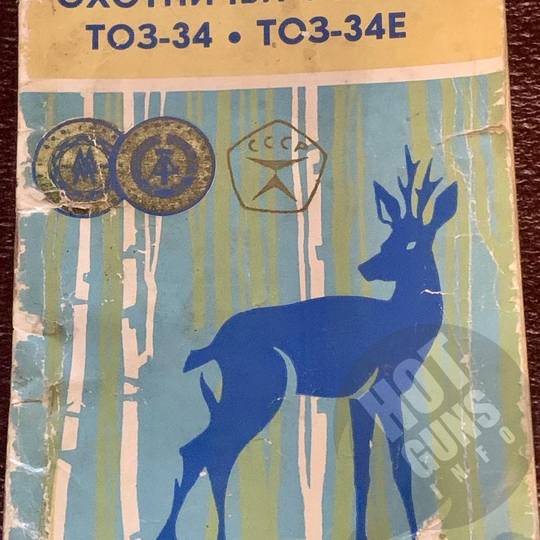 ТОЗ-34 • ТОЗ-34Е
М
СССР
HOT
GUNS
INFO